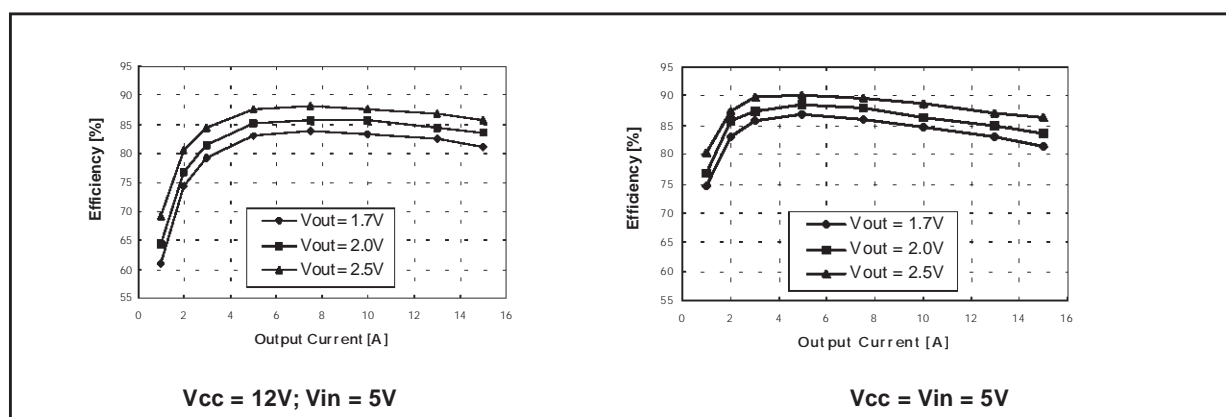 95
90
85
80
75
70
65
60
55
Efficiency [%]
Vout= 1.7V
Vout= 2.0V
Vout= 2.5V
0 2 4 6 8 10 12 14 16
Output Current [A]
Vcc = 12V; Vin = 5V
95
90
85
80
75
70
65
60
55
Efficiency [%]
Vout= 1.7V
Vout= 2.0V
Vout= 2.5V
0 2 4 6 8 10 12 14 16
Output Current [A]
Vcc = Vin = 5V